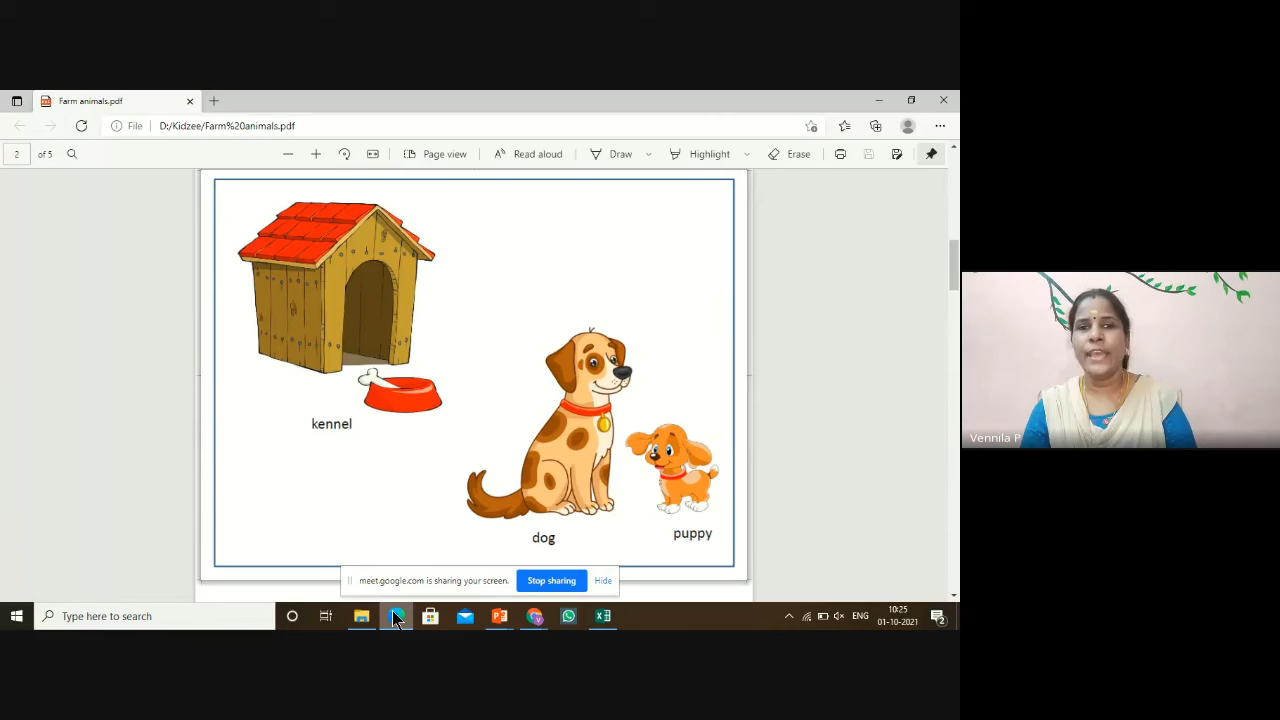 Farm animals.pdf
File D:/Kidzee/Farm%20animals.pdf
2 of 5 Page view Read aloud Draw Highlight Erase
kennel
dog
puppy
meet.google.com is sharing your screen. Stop sharing Hide
Vennila P
Type here to search
ENG
10:25
01-10-2021
2